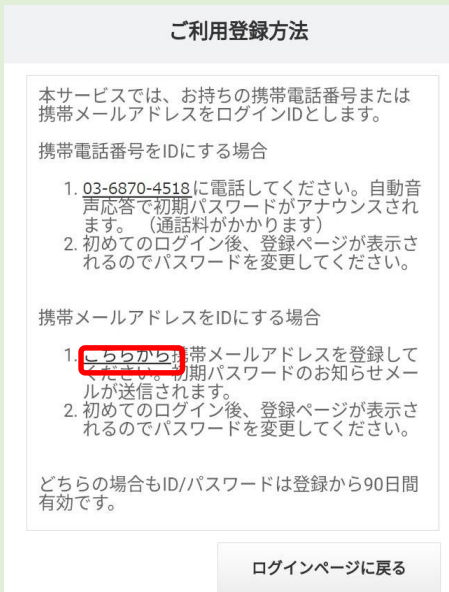 ご利用登録方法
本サービスでは、お持ちの携帯電話番号または
携帯メールアドレスをログインIDとします。
携帯電話番号をIDにする場合
1. 03-6870-4518に電話してください。自動音
声応答で初期パスワードがアナウンスされ
ます。（通話料がかかります）
2. 初めてのログイン後、登録ページが表示さ
れるのでパスワードを変更してください。
携帯メールアドレスをIDにする場合
1. こちらから携帯メールアドレスを登録して
ください。初期パスワードのお知らせメー
ルが送信されます。
2. 初めてのログイン後、登録ページが表示さ
れるのでパスワードを変更してください。
どちらの場合もID/パスワードは登録から90日間
有効です。
ログインページに戻る